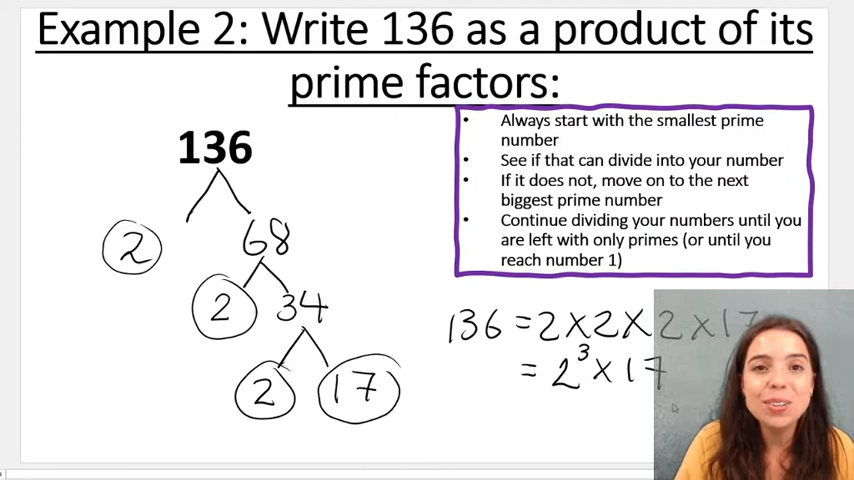 Example 2: Write 136 as a product of its
prime factors:
136
2
68
2
34
2
17
• Always start with the smallest prime
number
• See if that can divide into your number
• If it does not, move on to the next
biggest prime number
• Continue dividing your numbers until you
are left with only primes (or until you
reach number 1)
136 = 2 × 2 × 2 × 17
= 2³ × 17